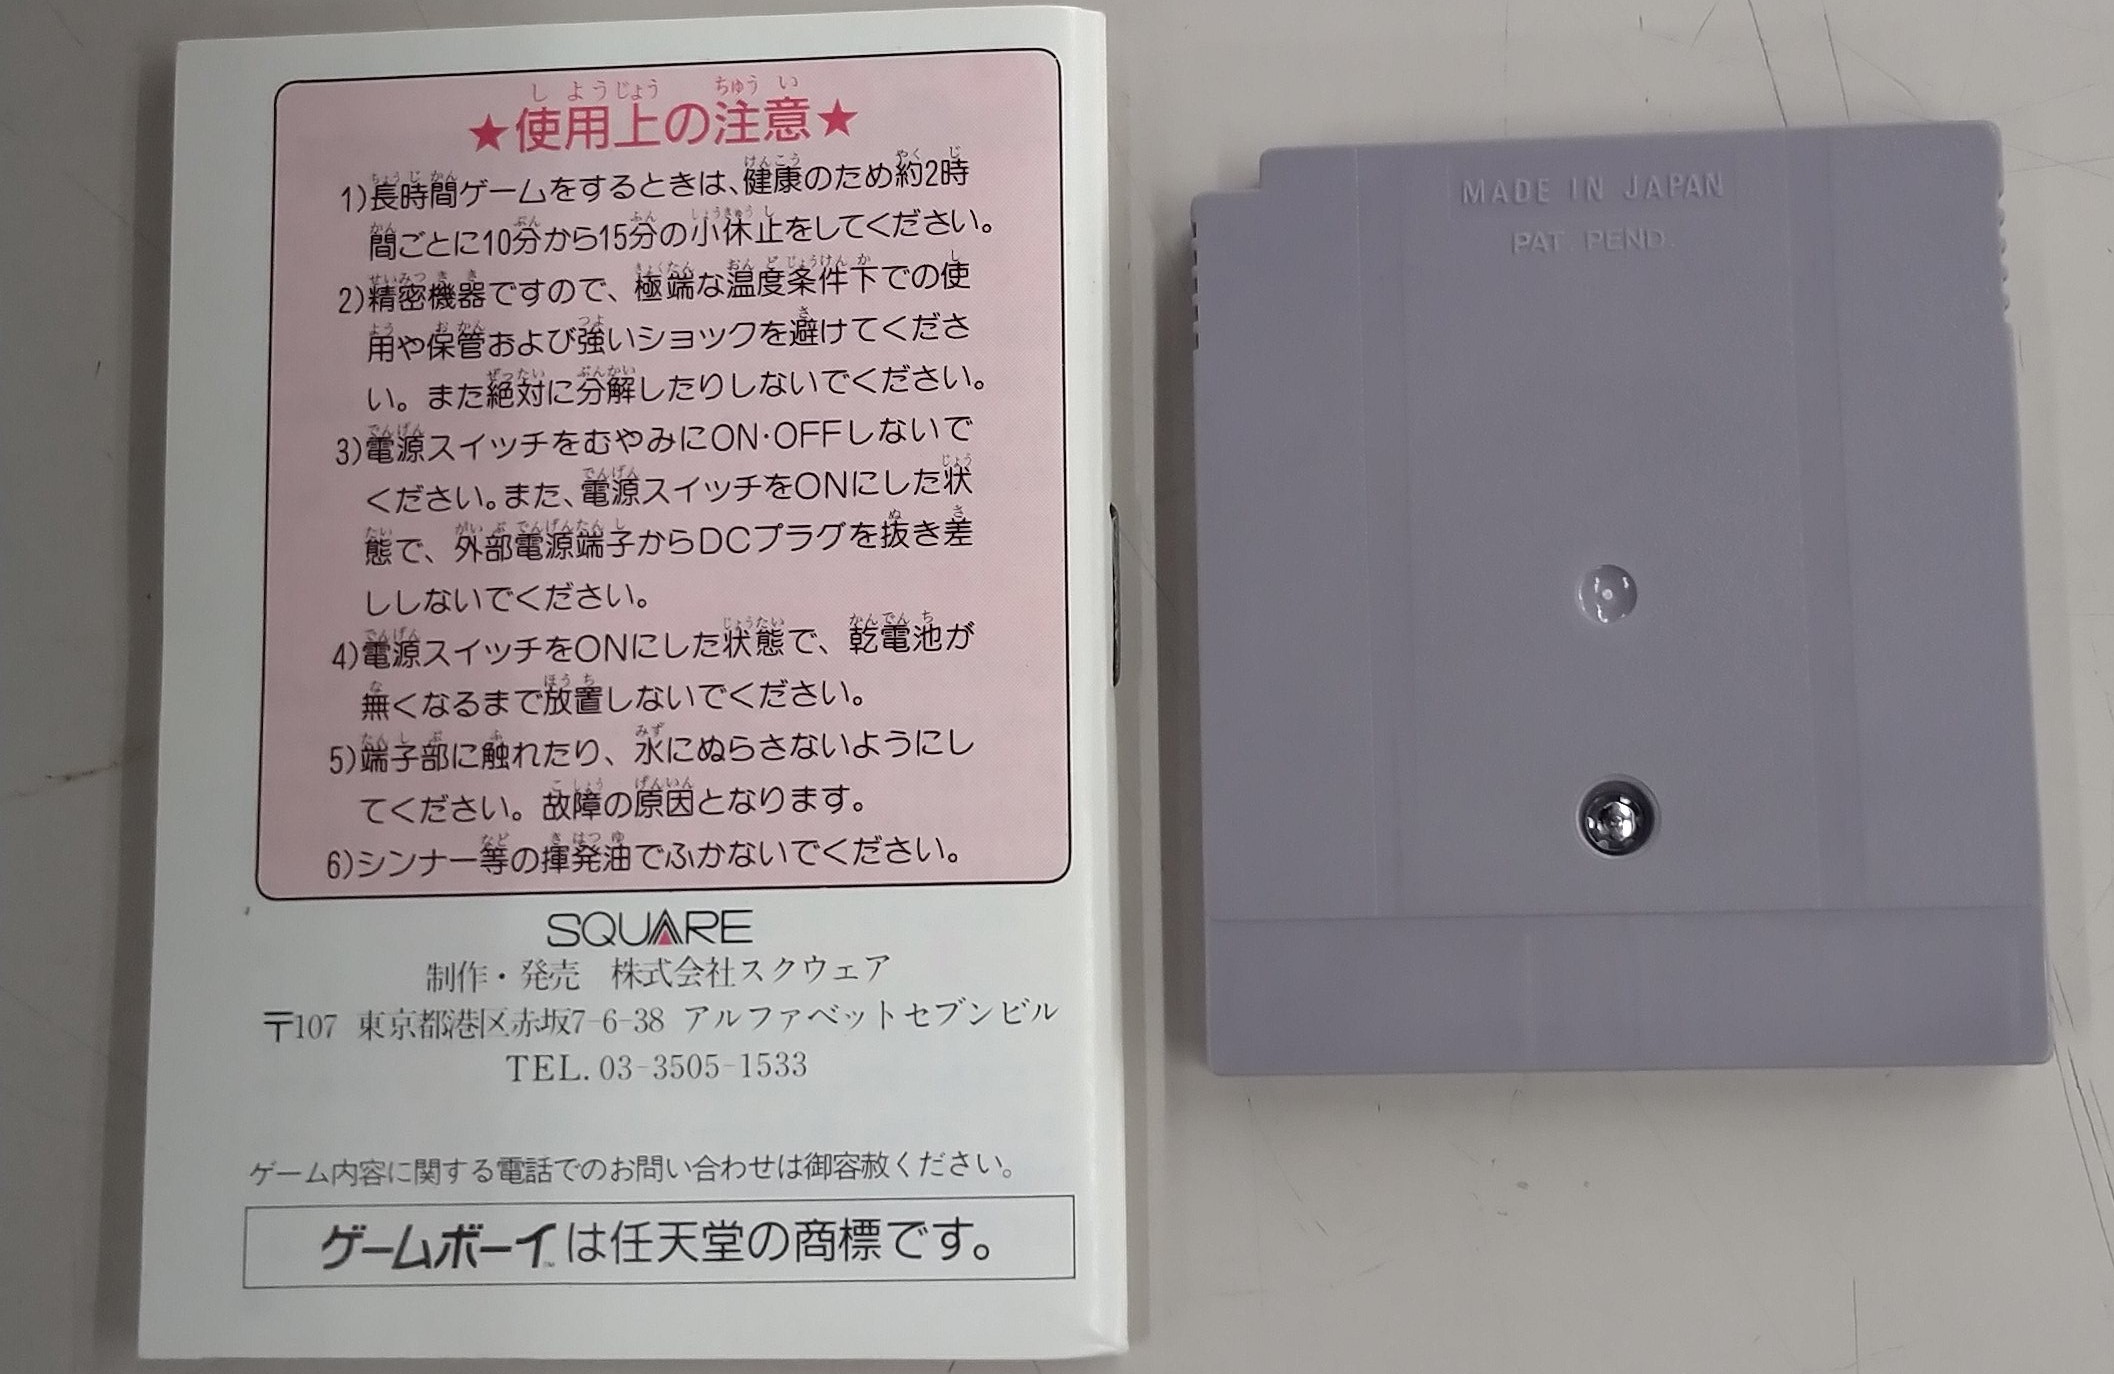 ★使用上の注意★
1)長時間ゲームをするときは、健康のため約2時
間ごとに10分から15分の小休止をしてください。
2)精密機器ですので、極端な温度条件下での使
用や保管および強いショックを避けてくださ
い。また絶対に分解したりしないでください。
3)電源スイッチをむやみにON・OFFしないで
ください。また、電源スイッチをONにした状
態で、外部電源端子からDCプラグを抜き差
ししないでください。
4)電源スイッチをONにした状態で、乾電池が
無くなるまで放置しないでください。
5)端子部に触れたり、水にぬらさないようにし
てください。故障の原因となります。
6)シンナー等の揮発油でふかないでください。
SQUARE
制作・発売 株式会社スクウェア
〒107 東京都港区赤坂7-6-38 アルファベットセブンビル
TEL. 03-3505-1533
ゲーム内容に関する電話でのお問い合わせは御容赦ください。
ゲームボーイ™は任天堂の商標です。
MADE IN JAPAN
PAT. PEND.